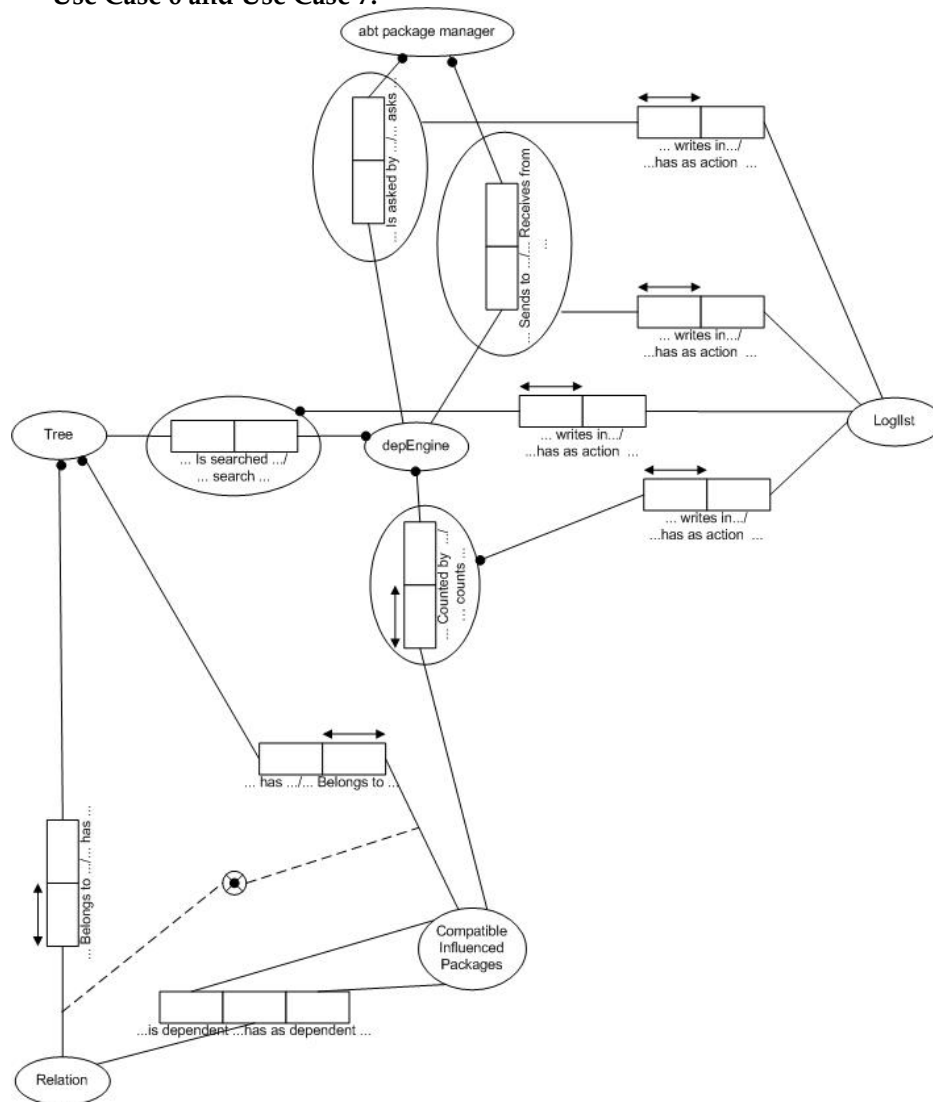 Use Case 6 and Use Case 7:
abt package manager
... Is asked by .../... asks ...
... writes in.../
...has as action ...
... Sends to .../... Receives from
...
... writes in.../
...has as action ...
Tree
... Is searched .../
... search ...
depEngine
... writes in.../
...has as action ...
Logllst
... writes in.../
...has as action ...
... Counted by .../
... counts ...
... has .../... Belongs to ...
... Belongs to .../... has ...
Compatible
Influenced
Packages
...is dependent ...has as dependent ...
Relation